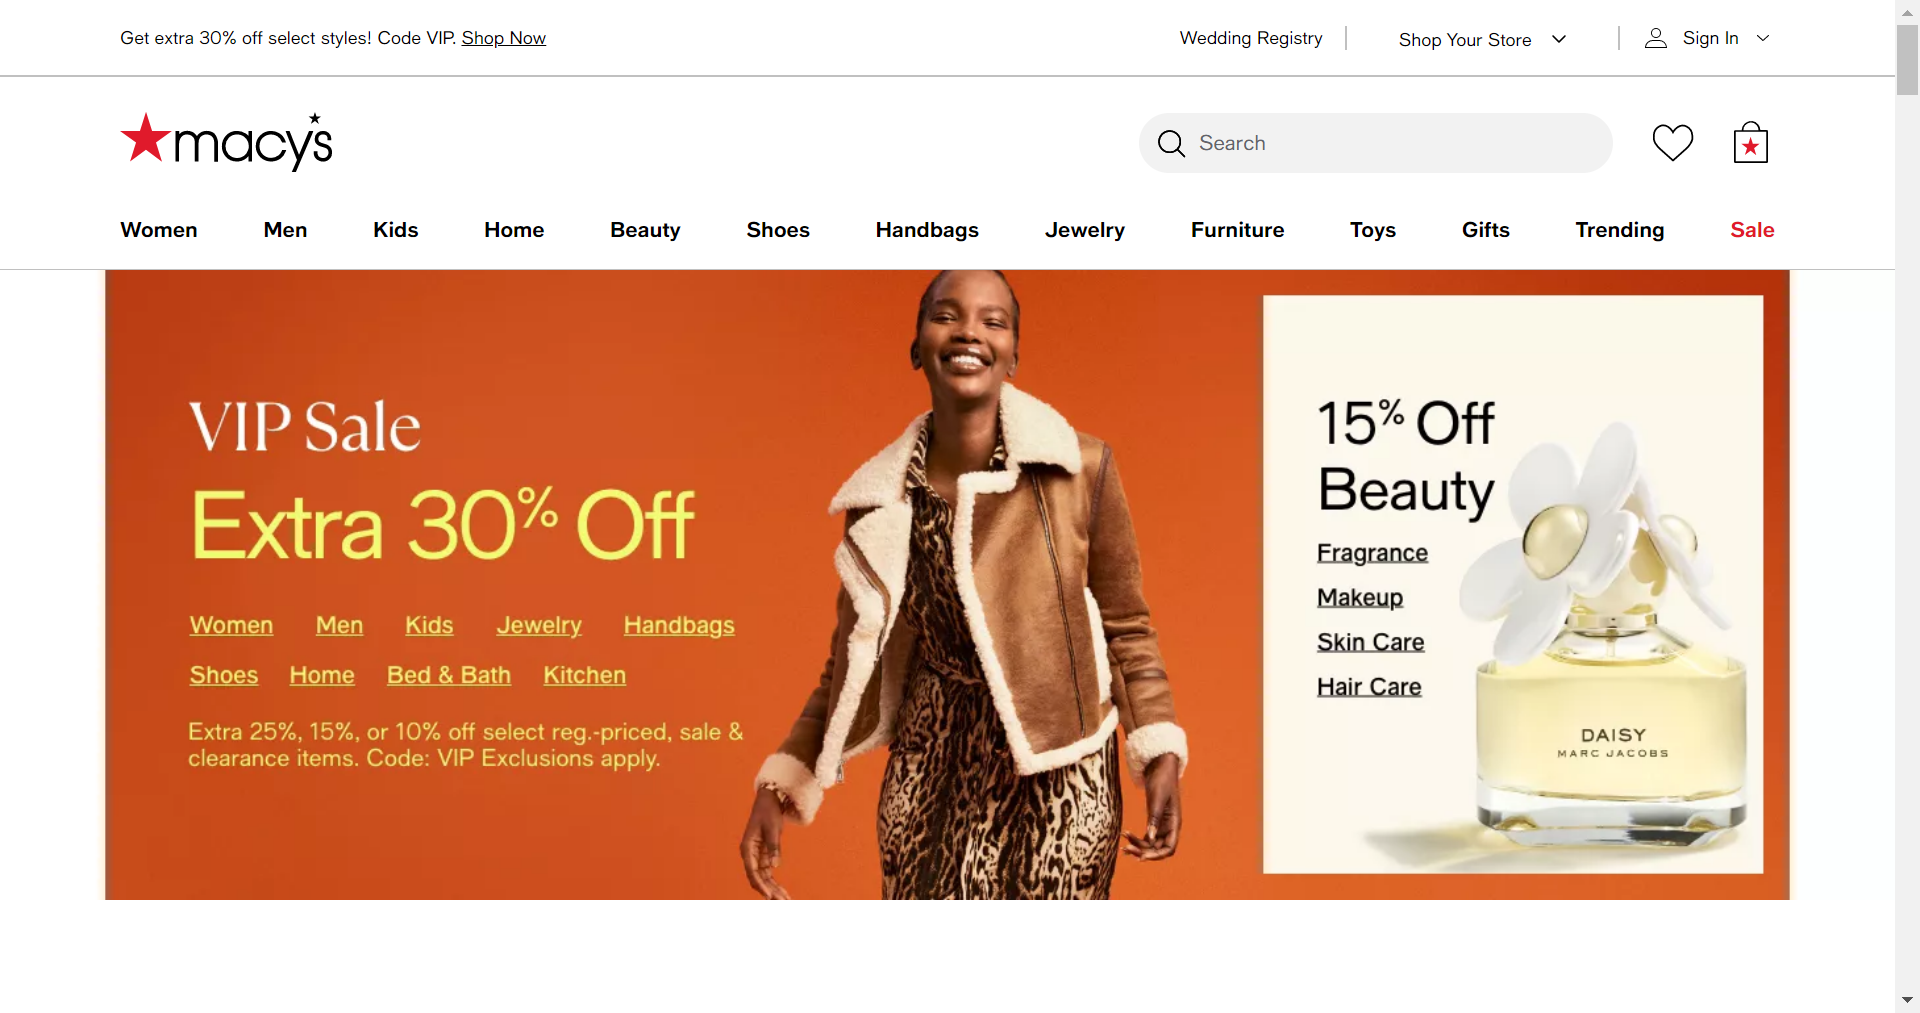 Get extra 30% off select styles! Code VIP. Shop Now
Wedding Registry
Shop Your Store
Sign In
macy's
Search
Women Men Kids Home Beauty Shoes Handbags Jewelry Furniture Toys Gifts Trending Sale
VIP Sale
Extra 30% Off
Women Men Kids Jewelry Handbags
Shoes Home Bed & Bath Kitchen
Extra 25%, 15%, or 10% off select reg.-priced, sale &
clearance items. Code: VIP Exclusions apply.
15% Off
Beauty
Fragrance
Makeup
Skin Care
Hair Care
DAISY
MARC JACOBS